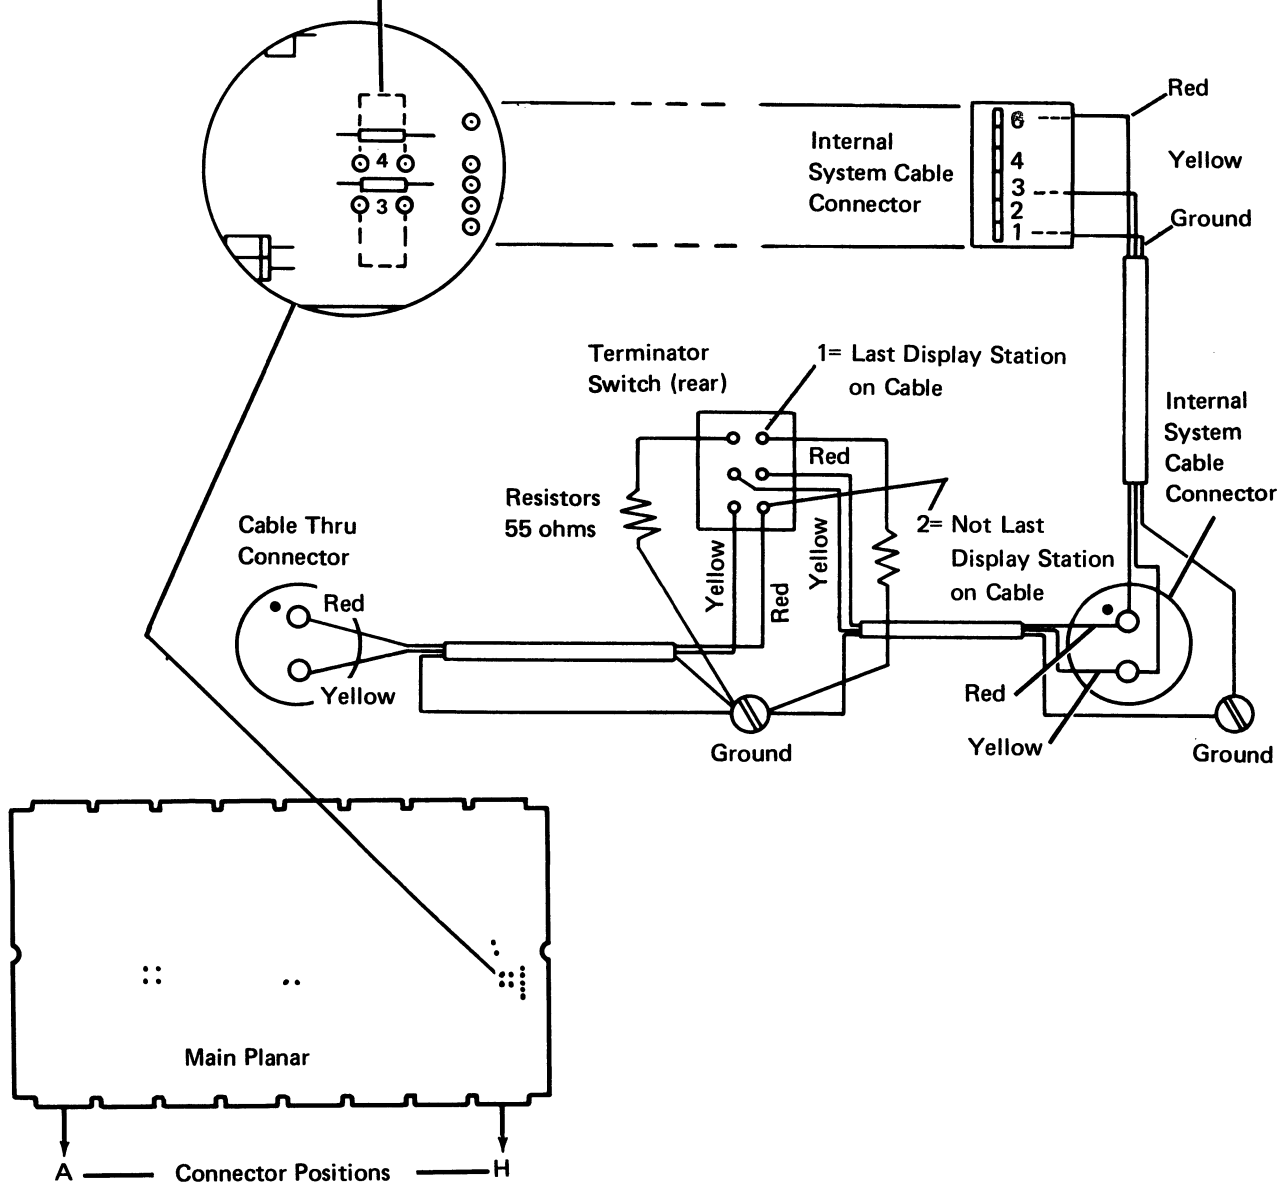 Red
6
Internal
4
Yellow
System Cable
4
3
Connector
3
2
Ground
1
Terminator
Switch (rear)
1= Last Display Station
on Cable
Internal
System
Cable
Connector
Red
Resistors
55 ohms
Cable Thru
Connector
2= Not Last
Display Station
on Cable
Yellow
Yellow
Red
Red
Yellow
Red
Yellow
Ground
Ground
Main Planar
A Connector Positions H